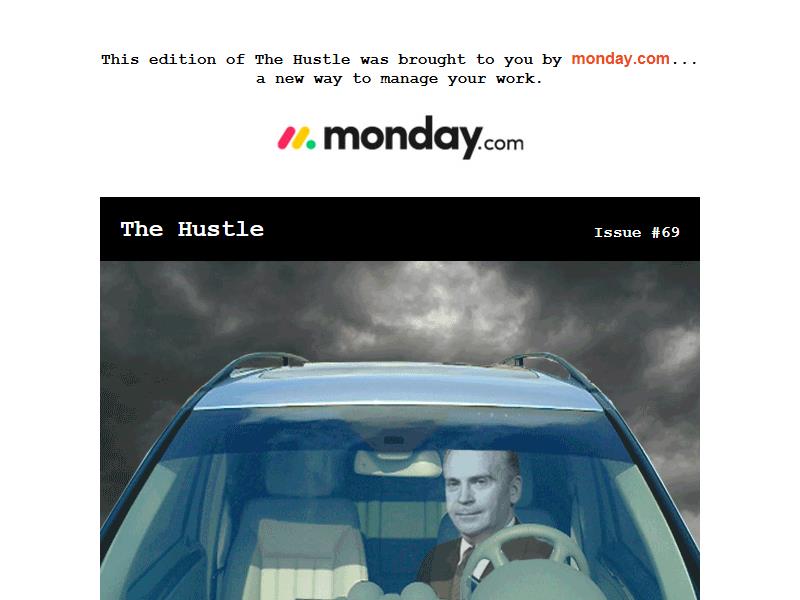 This edition of The Hustle was brought to you by monday.com...
a new way to manage your work.
monday.com
The Hustle
Issue #69